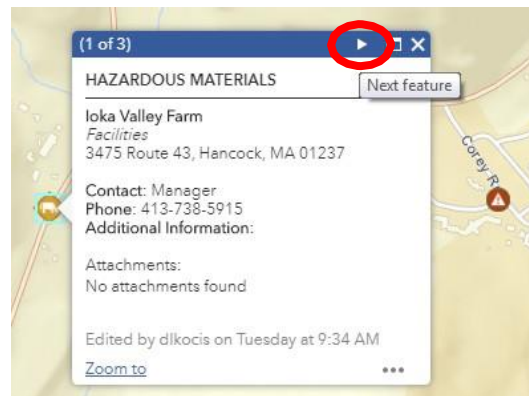 (1 of 3)
Next feature
HAZARDOUS MATERIALS
Ioka Valley Farm
Facilities
3475 Route 43, Hancock, MA 01237
Contact: Manager
Phone: 413-738-5915
Additional Information:
Attachments:
No attachments found
Edited by dlkocis on Tuesday at 9:34 AM
Zoom to
Corey R